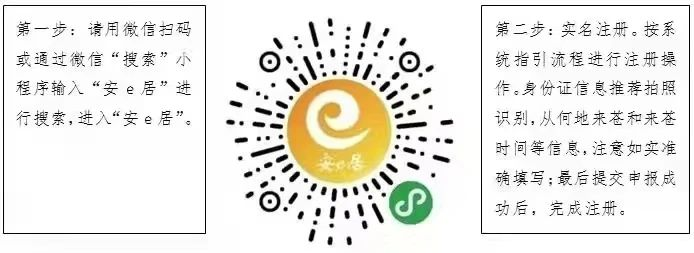 第一步：请用微信扫码
或通过微信“搜索”小
程序输入“安e居”进
行搜索,进入“安e居”。
安e居
第二步：实名注册。按系
统指引流程进行注册操
作。身份证信息推荐拍照
识别,从何地来苍和来苍
时间等信息,注意如实准
确填写;最后提交申报成
功后，完成注册。